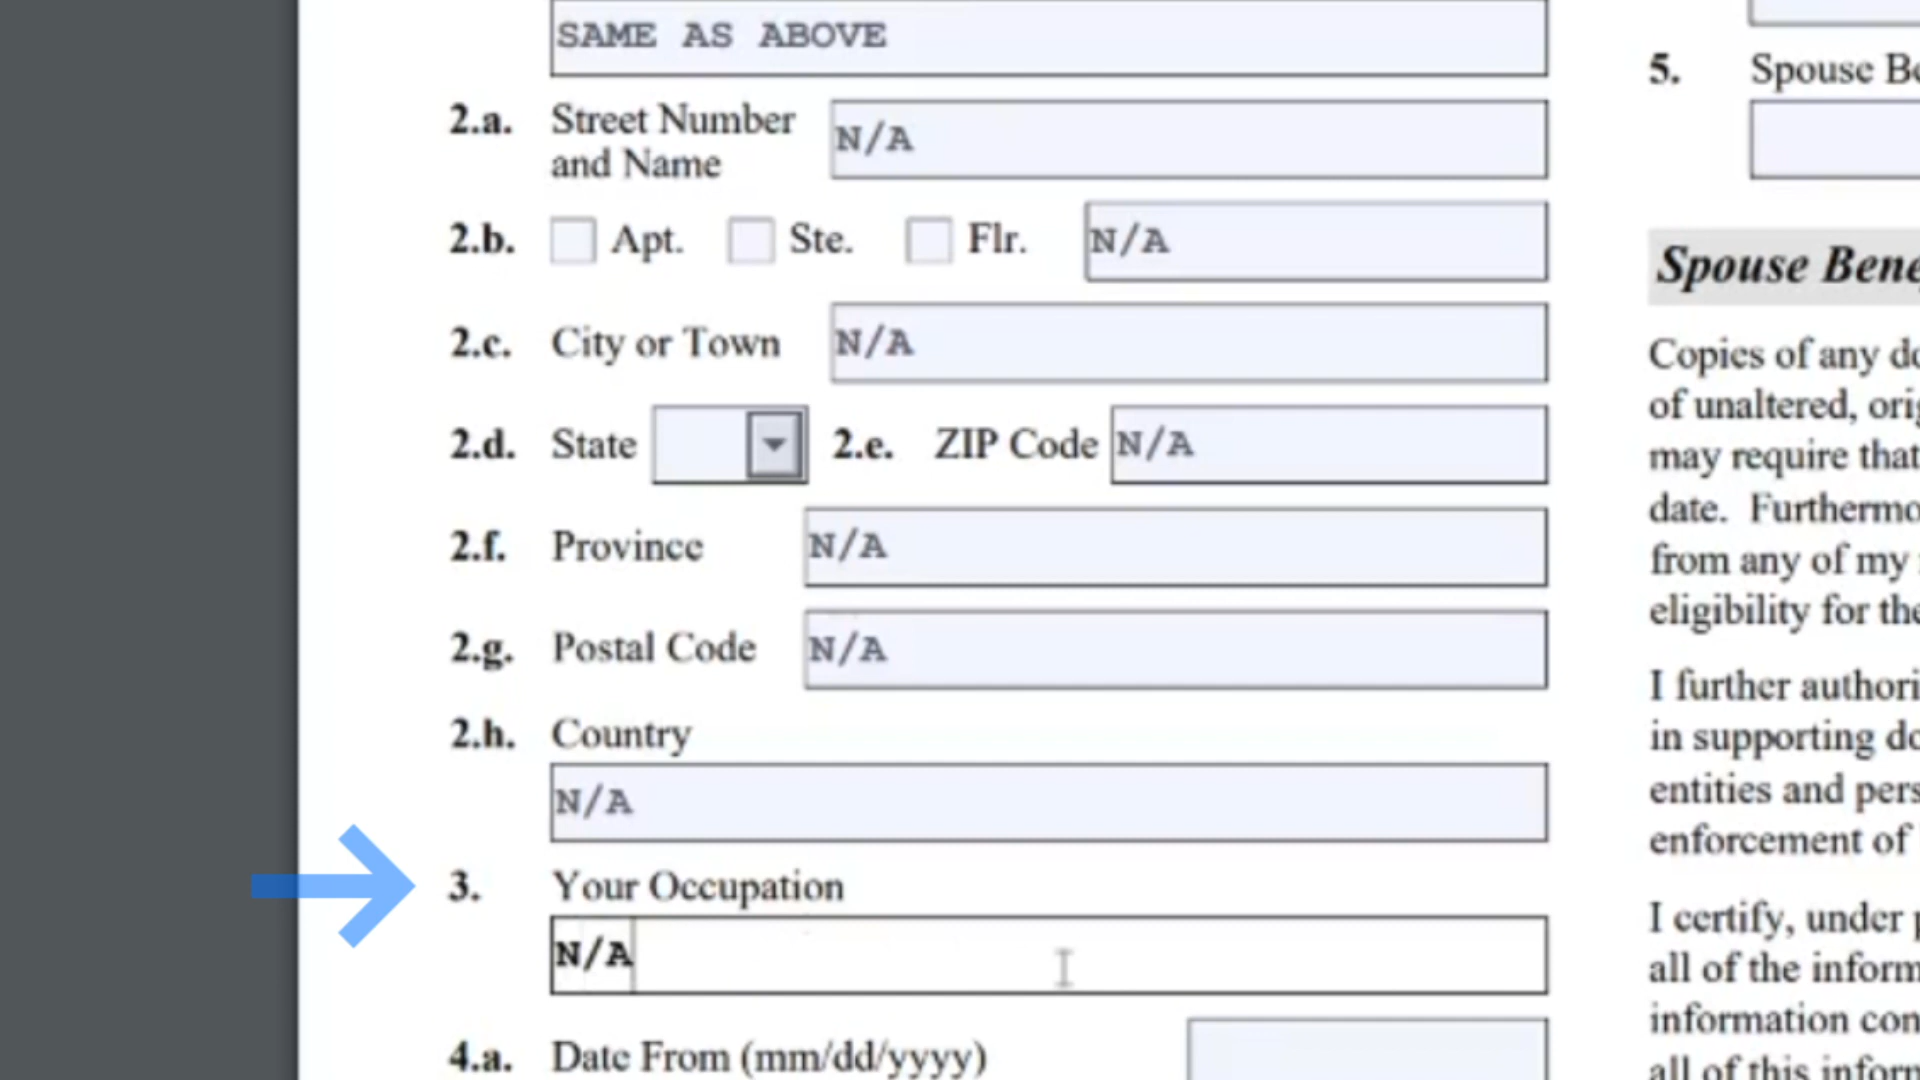 SAME AS ABOVE
2.a. Street Number and Name N/A
2.b. Apt. Ste. Flr. N/A
2.c. City or Town N/A
2.d. State 2.e. ZIP Code N/A
2.f. Province N/A
2.g. Postal Code N/A
2.h. Country
N/A
3. Your Occupation
N/A
4.a. Date From (mm/dd/yyyy)
5. Spouse
Spouse
Copies of any
of unaltered,
may require that
date. Furthermo
from any of my
eligibility for the
I further authori
in supporting
entities and pers
enforcement of
I certify, under
all of the inform
information con
all of this inform